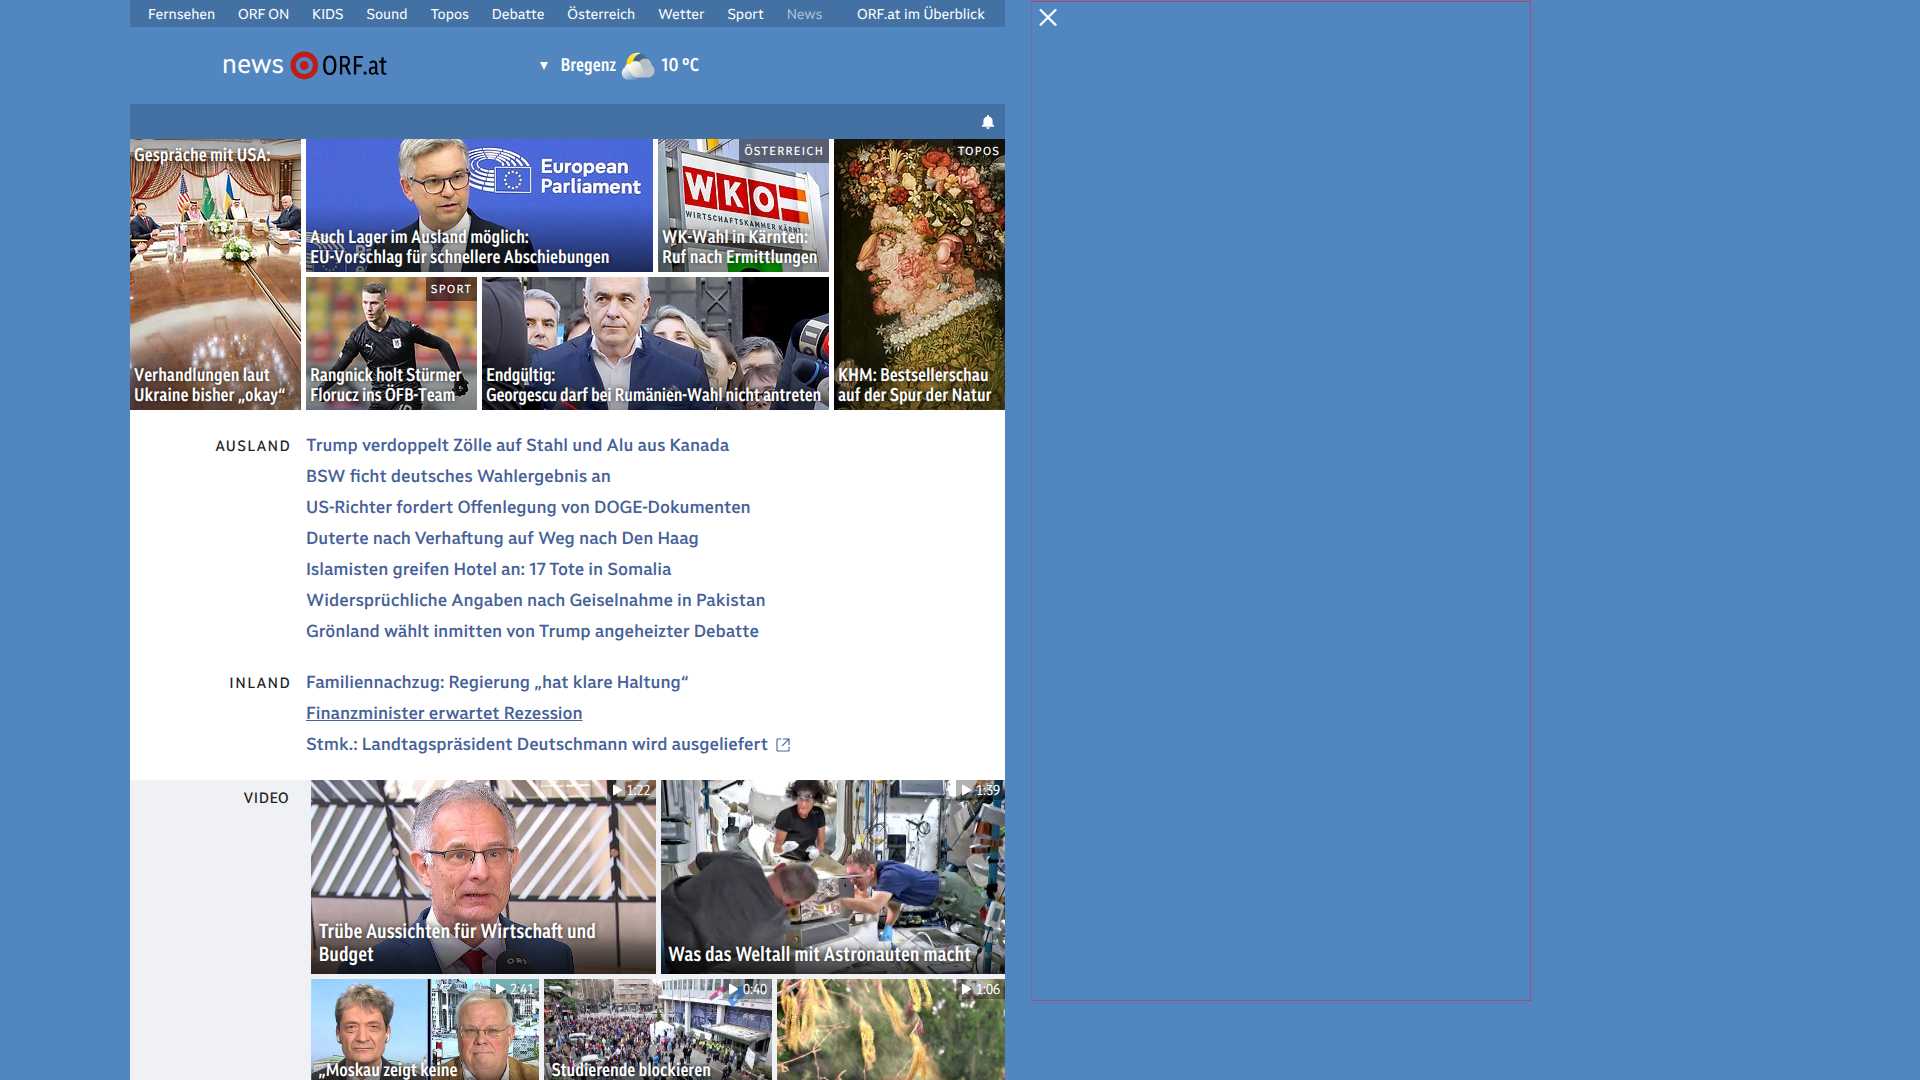 Fernsehen ORF ON KIDS Sound Topos Debatte Österreich Wetter Sport News ORF.at im Überblick
news ORF.at
Bregenz 10 °C
Gespräche mit USA:
Verhandlungen laut
Ukraine bisher „okay“
European
Parliament
Auch Lager im Ausland möglich:
EU-Vorschlag für schnellere Abschiebungen
ÖSTERREICH
WKO
WIRTSCHAFTSKAMMER KÄRNT
WK-Wahl in Kärnten:
Ruf nach Ermittlungen
TOPOS
KHM: Bestsellerschau
auf der Spur der Natur
SPORT
Rangnick holt Stürmer
Florucz ins ÖFB-Team
Endgültig:
Georgescu darf bei Rumänien-Wahl nicht antreten
AUSLAND
Trump verdoppelt Zölle auf Stahl und Alu aus Kanada
BSW ficht deutsches Wahlergebnis an
US-Richter fordert Offenlegung von DOGE-Dokumenten
Duterte nach Verhaftung auf Weg nach Den Haag
Islamisten greifen Hotel an: 17 Tote in Somalia
Widersprüchliche Angaben nach Geiselnahme in Pakistan
Grönland wählt inmitten von Trump angeheizter Debatte
INLAND
Familiennachzug: Regierung „hat klare Haltung“
Finanzminister erwartet Rezession
Stmk.: Landtagspräsident Deutschmann wird ausgeliefert
VIDEO
1:22
Trübe Aussichten für Wirtschaft und
Budget
1:39
Was das Weltall mit Astronauten macht
2:41
„Moskau zeigt keine
0:40
Studierende blockieren
1:06